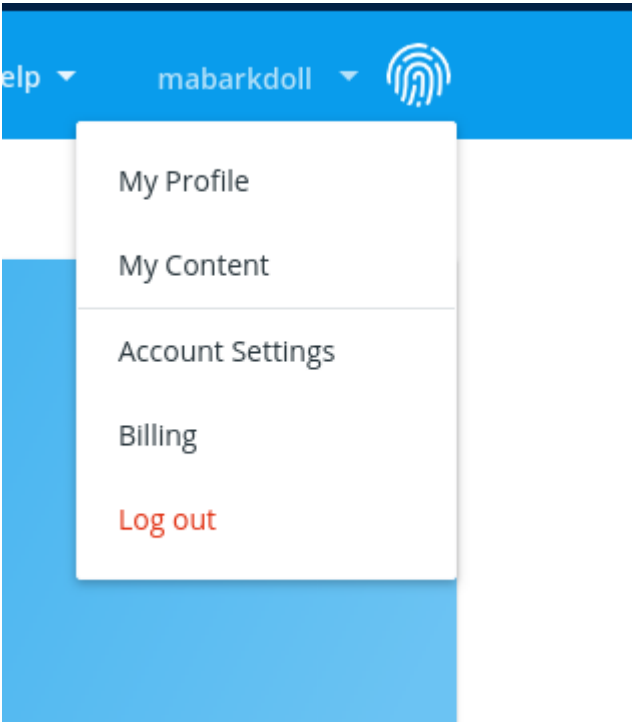 elp
mabarkdoll
My Profile
My Content
Account Settings
Billing
Log out